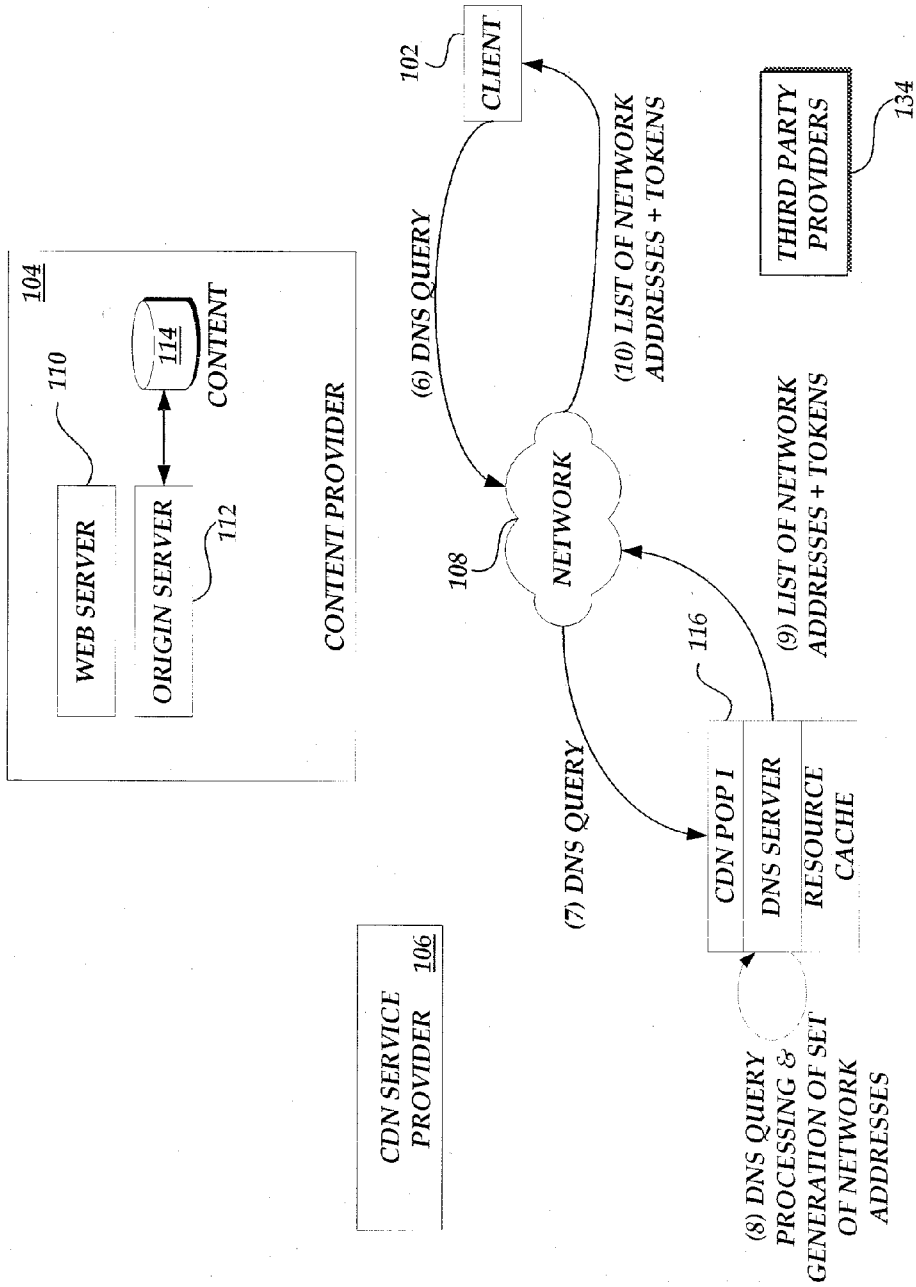 104
WEB SERVER
110
ORIGIN SERVER
112
114
CONTENT
CONTENT PROVIDER
CDN SERVICE
PROVIDER
106
102
CLIENT
(6) DNS QUERY
108
NETWORK
(7) DNS QUERY
(10) LIST OF NETWORK
ADDRESSES + TOKENS
116
CDN POP 1
DNS SERVER
RESOURCE
CACHE
(9) LIST OF NETWORK
ADDRESSES + TOKENS
(8) DNS QUERY
PROCESSING &
GENERATION OF SET
OF NETWORK
ADDRESSES
THIRD PARTY
PROVIDERS
134